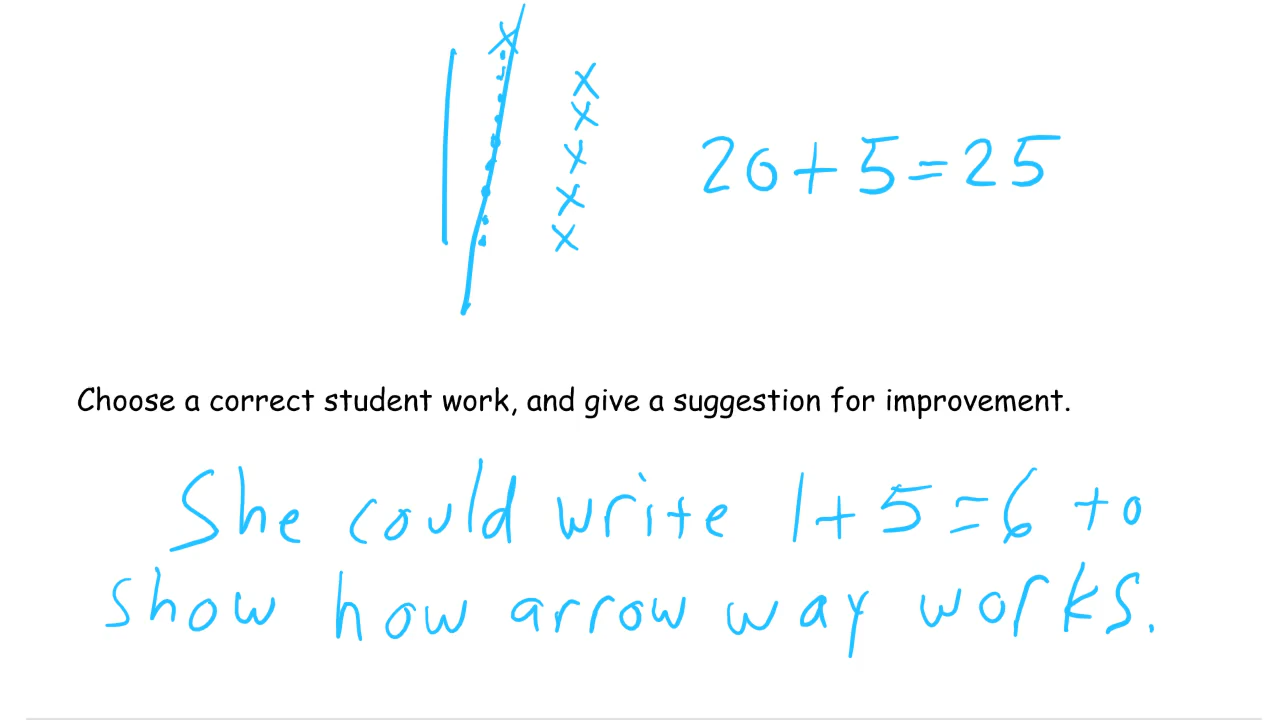 X
X
X
X
X
X
20+5=25
Choose a correct student work, and give a suggestion for improvement.
She could write 1+5=6 to
show how arrow way works.